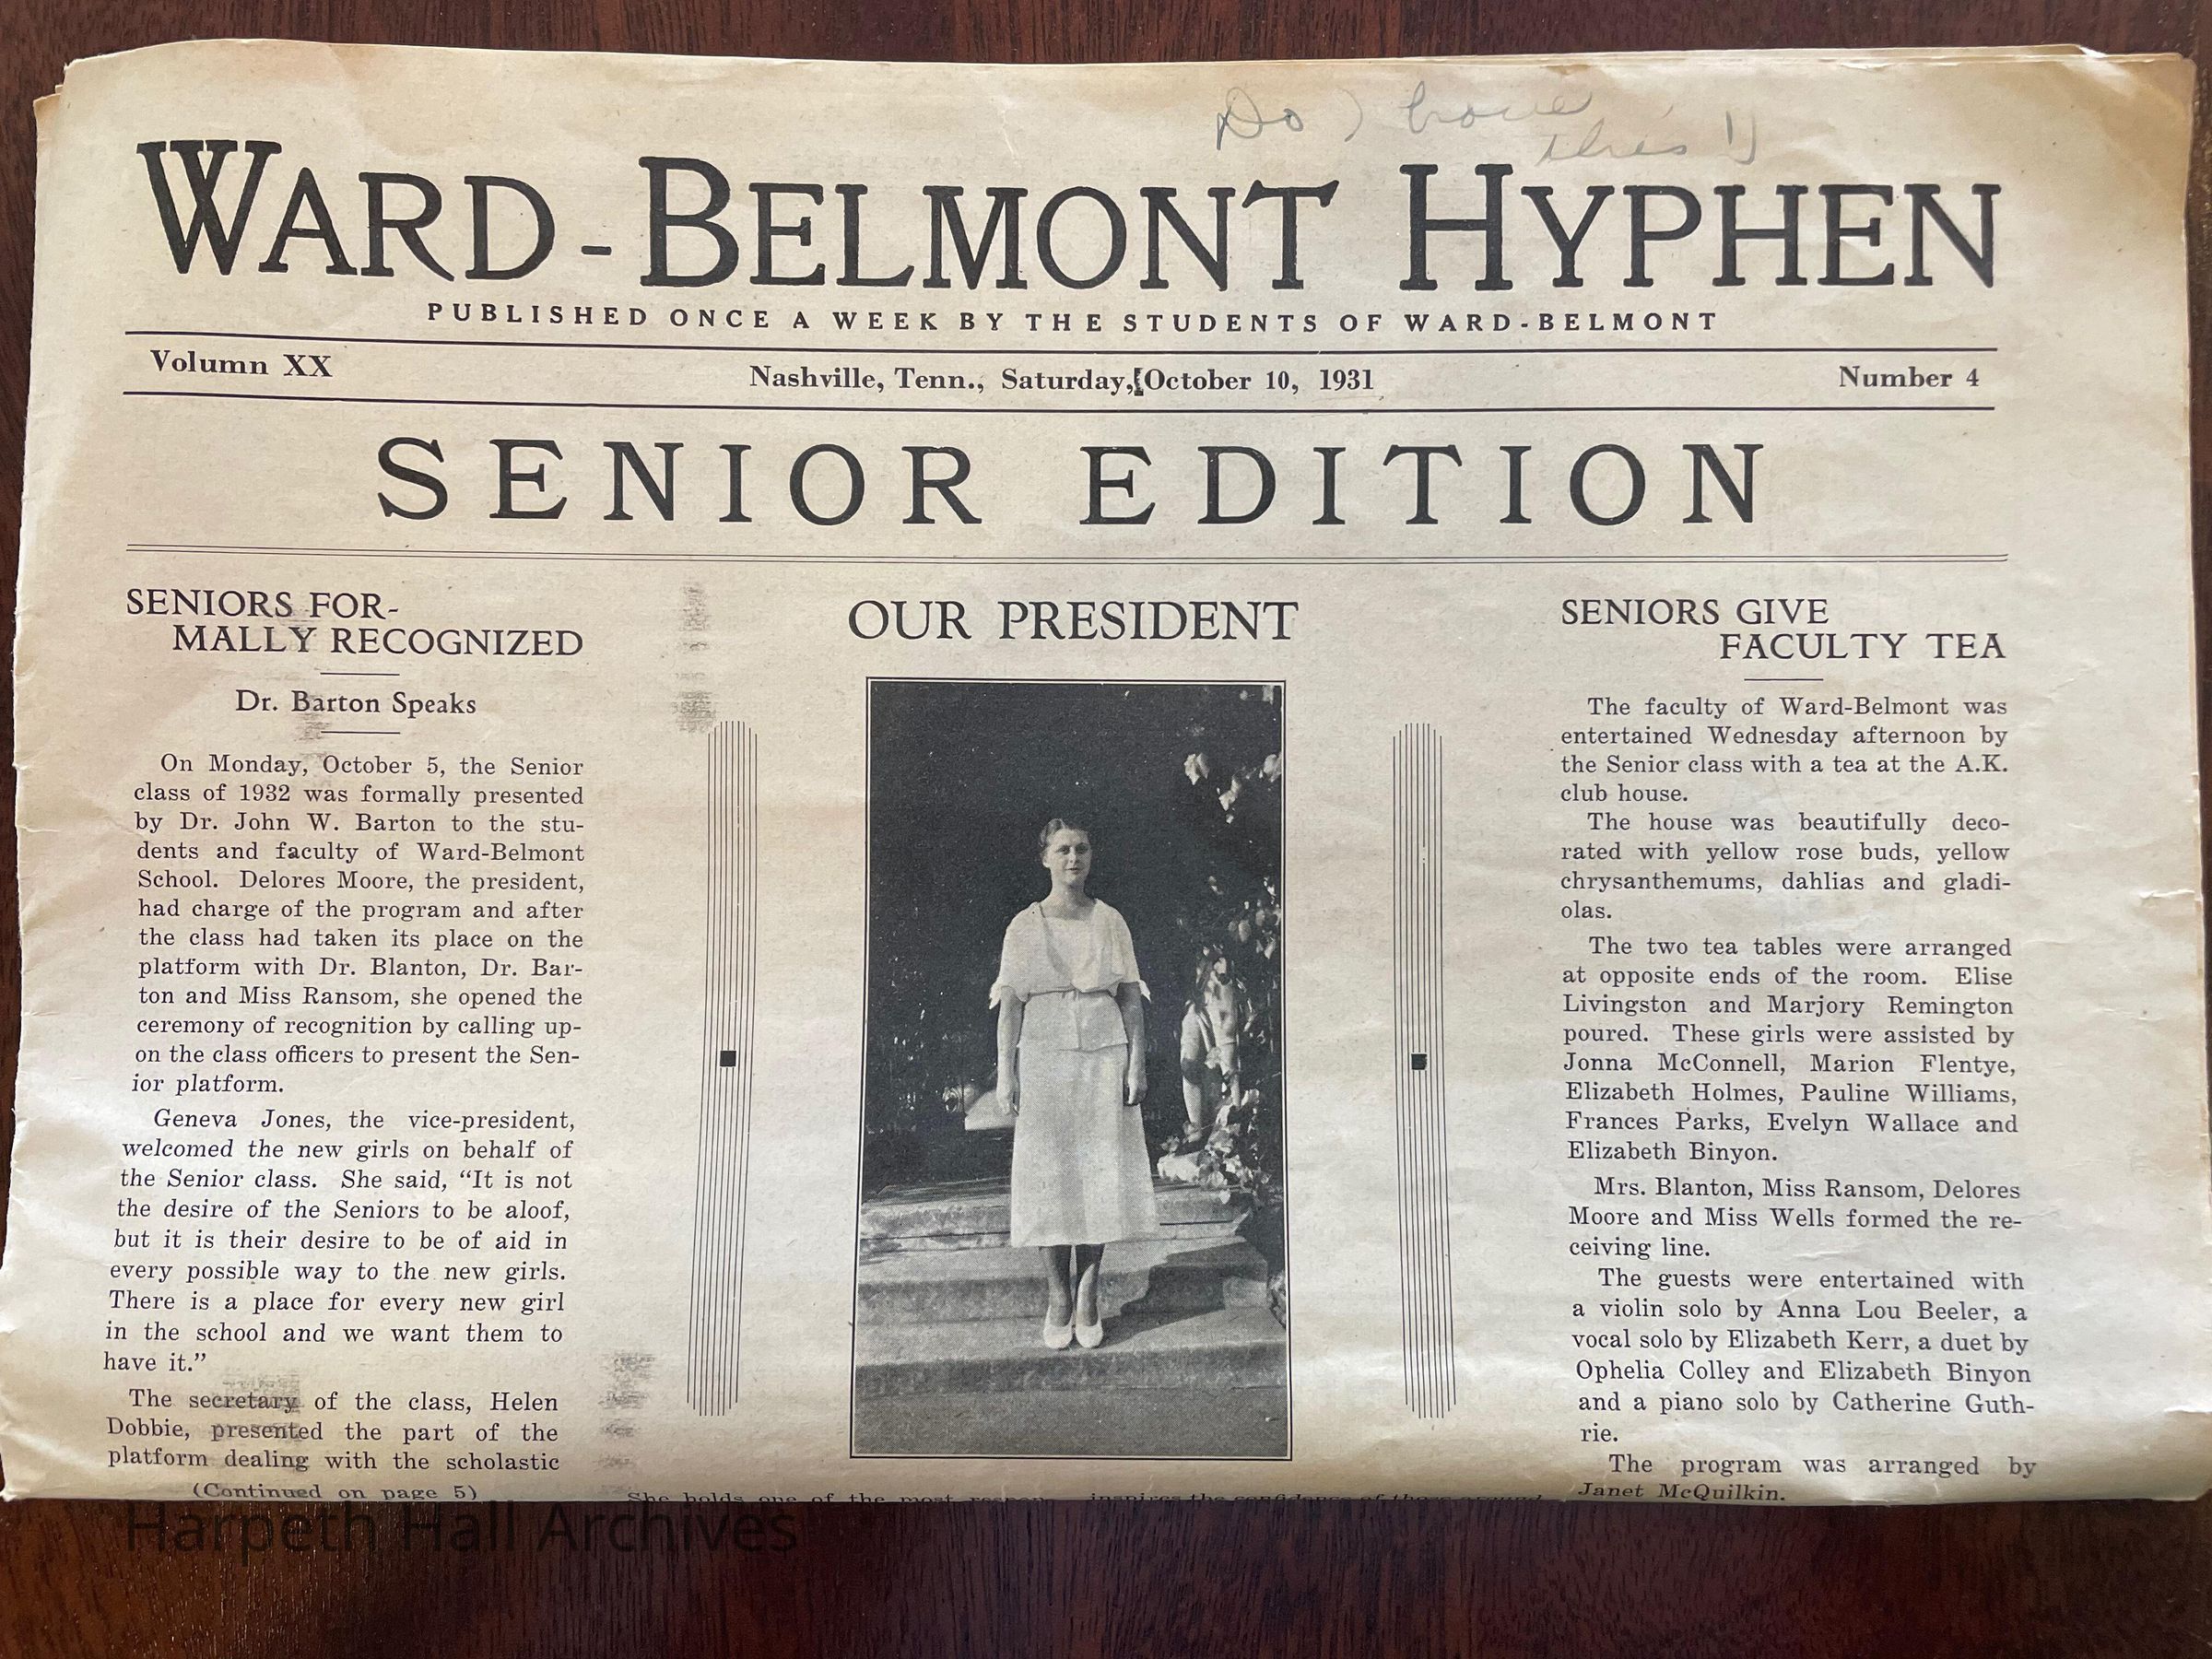 Do I have
this!)
WARD-BELMONT HYPHEN
PUBLISHED ONCE A WEEK BY THE STUDENTS OF WARD-BELMONT
Volumn XX
Nashville, Tenn., Saturday, October 10, 1931
Number 4
SENIOR EDITION
SENIORS FOR-
MALLY RECOGNIZED
Dr. Barton Speaks
On Monday, October 5, the Senior
class of 1932 was formally presented
by Dr. John W. Barton to the stu-
dents and faculty of Ward-Belmont
School. Delores Moore, the president,
had charge of the program and after
the class had taken its place on the
platform with Dr. Blanton, Dr. Bar-
ton and Miss Ransom, she opened the
ceremony of recognition by calling up-
on the class officers to present the Sen-
ior platform.
Geneva Jones, the vice-president,
welcomed the new girls on behalf of
the Senior class. She said, “It is not
the desire of the Seniors to be aloof,
but it is their desire to be of aid in
every possible way to the new girls.
There is a place for every new girl
in the school and we want them to
have it.”
The secretary of the class, Helen
Dobbie, presented the part of the
platform dealing with the scholastic
(Continued on page 5)
OUR PRESIDENT
She holds one of the most respon-
inspires the confidence of those around
SENIORS GIVE
FACULTY TEA
The faculty of Ward-Belmont was
entertained Wednesday afternoon by
the Senior class with a tea at the A.K.
club house.
The house was beautifully deco-
rated with yellow rose buds, yellow
chrysanthemums, dahlias and gladi-
olas.
The two tea tables were arranged
at opposite ends of the room. Elise
Livingston and Marjory Remington
poured. These girls were assisted by
Jonna McConnell, Marion Flentye,
Elizabeth Holmes, Pauline Williams,
Frances Parks, Evelyn Wallace and
Elizabeth Binyon.
Mrs. Blanton, Miss Ransom, Delores
Moore and Miss Wells formed the re-
ceiving line.
The guests were entertained with
a violin solo by Anna Lou Beeler, a
vocal solo by Elizabeth Kerr, a duet by
Ophelia Colley and Elizabeth Binyon
and a piano solo by Catherine Guth-
rie.
The program was arranged by
Janet McQuilkin.
Harpeth Hall Archives